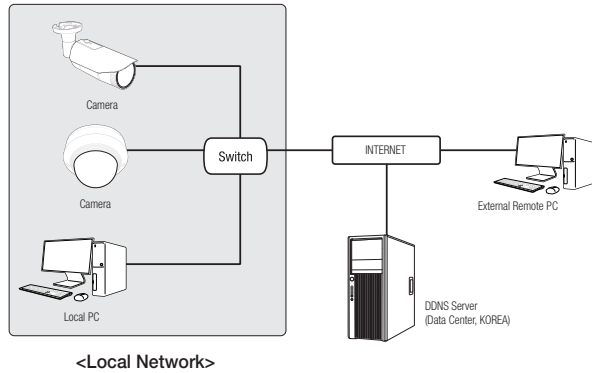 Camera
Camera
Local PC
Switch
INTERNET
External Remote PC
DDNS Server
(Data Center, KOREA)
<Local Network>